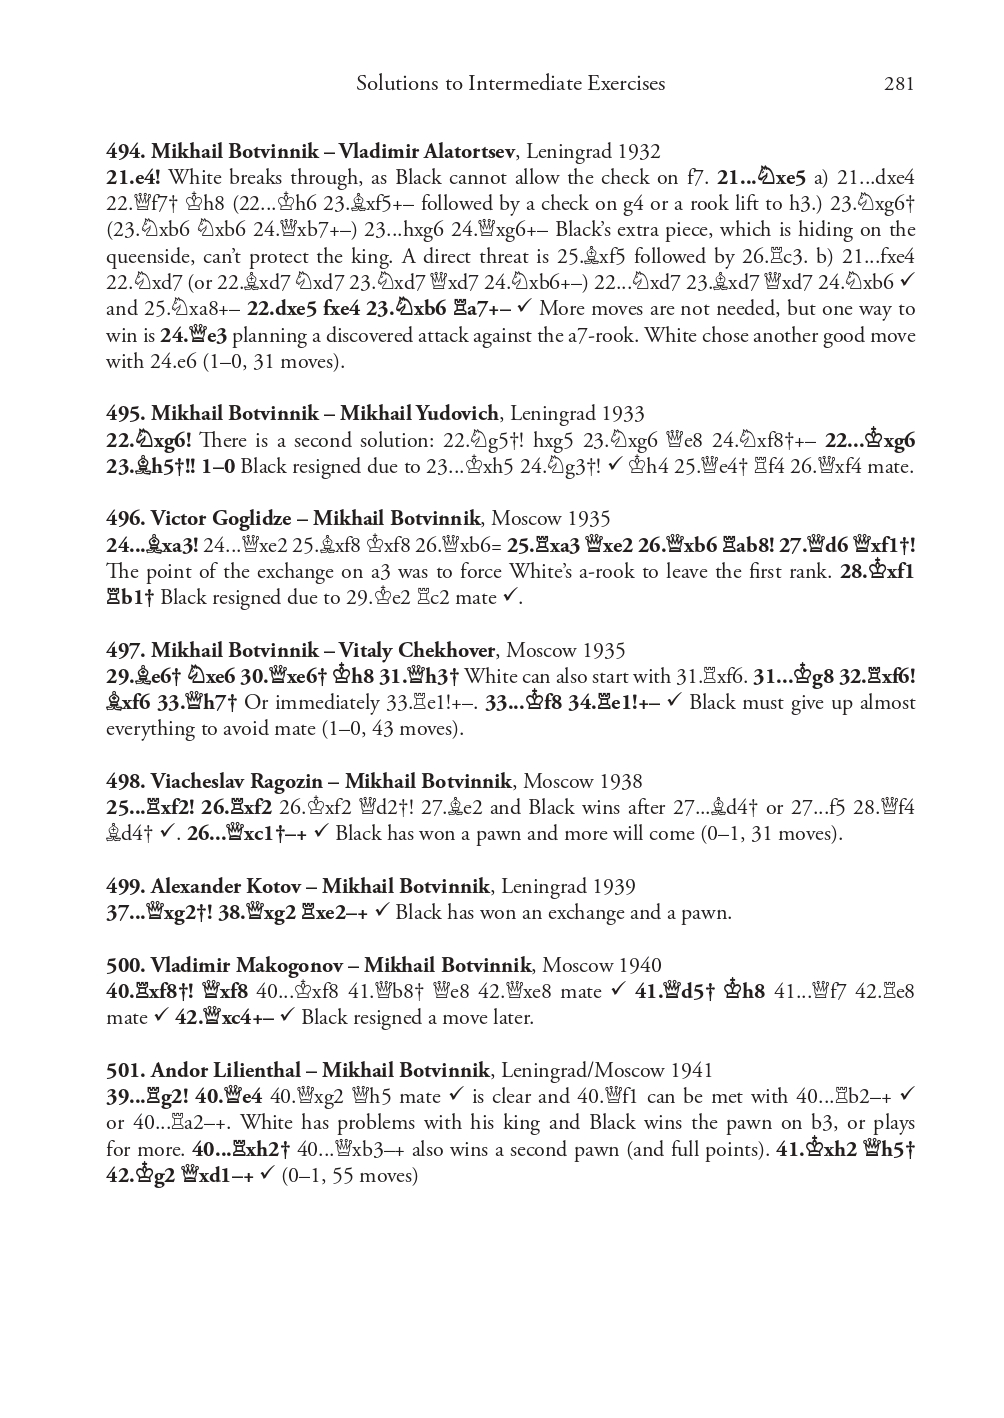 Solutions to Intermediate Exercises 281
494. Mikhail Botvinnik – Vladimir Alatortsev, Leningrad 1932
21.e4! White breaks through, as Black cannot allow the check on f7. 21...♘xe5 a) 21...dxe4
22.♕f7† ♔h8 (22...♔h6 23.♗xf5+– followed by a check on g4 or a rook lift to h3.) 23.♘xg6†
(23.♘xb6 ♘xb6 24.♕xb7+–) 23...hxg6 24.♕xg6+– Black’s extra piece, which is hiding on the
queenside, can’t protect the king. A direct threat is 25.♗xf5 followed by 26.♖c3. b) 21...fxe4
22.♘xd7 (or 22.♗xd7 ♘xd7 23.♘xd7 ♕xd7 24.♘xb6+–) 22...♘xd7 23.♗xd7 ♕xd7 24.♘xb6 ✓
and 25.♘xa8+– 22.dxe5 fxe4 23.♘xb6 ♖a7+– ✓ More moves are not needed, but one way to
win is 24.♕e3 planning a discovered attack against the a7-rook. White chose another good move
with 24.e6 (1–0, 31 moves).
495. Mikhail Botvinnik – Mikhail Yudovich, Leningrad 1933
22.♘xg6! There is a second solution: 22.♘g5†! hxg5 23.♘xg6 ♕e8 24.♘xf8†+– 22...♔xg6
23.♗h5†!! 1–0 Black resigned due to 23...♔xh5 24.♘g3†! ✓ ♔h4 25.♕e4† ♖f4 26.♕xf4 mate.
496. Victor Goglidze – Mikhail Botvinnik, Moscow 1935
24...♗xa3! 24...♕xe2 25.♗xf8 ♔xf8 26.♕xb6= 25.♖xa3 ♕xe2 26.♕xb6 ♖ab8! 27.♕d6 ♕xf1†!
The point of the exchange on a3 was to force White’s a-rook to leave the first rank. 28.♔xf1
♖b1† Black resigned due to 29.♔e2 ♖c2 mate ✓.
497. Mikhail Botvinnik – Vitaly Chekhover, Moscow 1935
29.♗e6† ♘xe6 30.♕xe6† ♔h8 31.♕h3† White can also start with 31.♖xf6. 31...♔g8 32.♖xf6!
♗xf6 33.♕h7† Or immediately 33.♖e1!+–. 33...♔f8 34.♖e1!+– ✓ Black must give up almost
everything to avoid mate (1–0, 43 moves).
498. Viacheslav Ragozin – Mikhail Botvinnik, Moscow 1938
25...♖xf2! 26.♖xf2 26.♔xf2 ♕d2†! 27.♗e2 and Black wins after 27...♗d4† or 27...f5 28.♕f4
♗d4† ✓. 26...♕xc1†–+ ✓ Black has won a pawn and more will come (0–1, 31 moves).
499. Alexander Kotov – Mikhail Botvinnik, Leningrad 1939
37...♕xg2†! 38.♕xg2 ♖xe2–+ ✓ Black has won an exchange and a pawn.
500. Vladimir Makogonov – Mikhail Botvinnik, Moscow 1940
40.♖xf8†! ♕xf8 40...♔xf8 41.♕b8† ♕e8 42.♕xe8 mate ✓ 41.♕d5† ♔h8 41...♕f7 42.♖e8
mate ✓ 42.♕xc4+– ✓ Black resigned a move later.
501. Andor Lilienthal – Mikhail Botvinnik, Leningrad/Moscow 1941
39...♖g2! 40.♕e4 40.♕xg2 ♕h5 mate ✓ is clear and 40.♕f1 can be met with 40...♖b2–+ ✓
or 40...♖a2–+. White has problems with his king and Black wins the pawn on b3, or plays
for more. 40...♖xh2† 40...♕xb3–+ also wins a second pawn (and full points). 41.♔xh2 ♕h5†
42.♔g2 ♕xd1–+ ✓ (0–1, 55 moves)